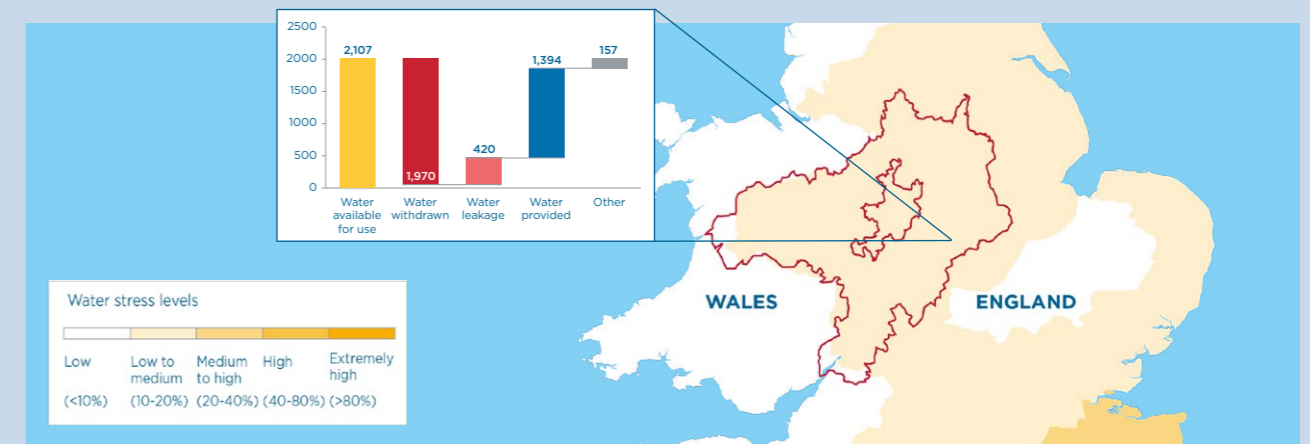 2500
2000
1500
1000
500
0
2,107
1,970
420
1,394
157
Water available for use
Water withdrawn
Water leakage
Water provided
Other
WALES
ENGLAND
Water stress levels
Low
Low to medium
Medium to high
High
Extremely high
(<10%)
(10-20%)
(20-40%)
(40-80%)
(>80%)